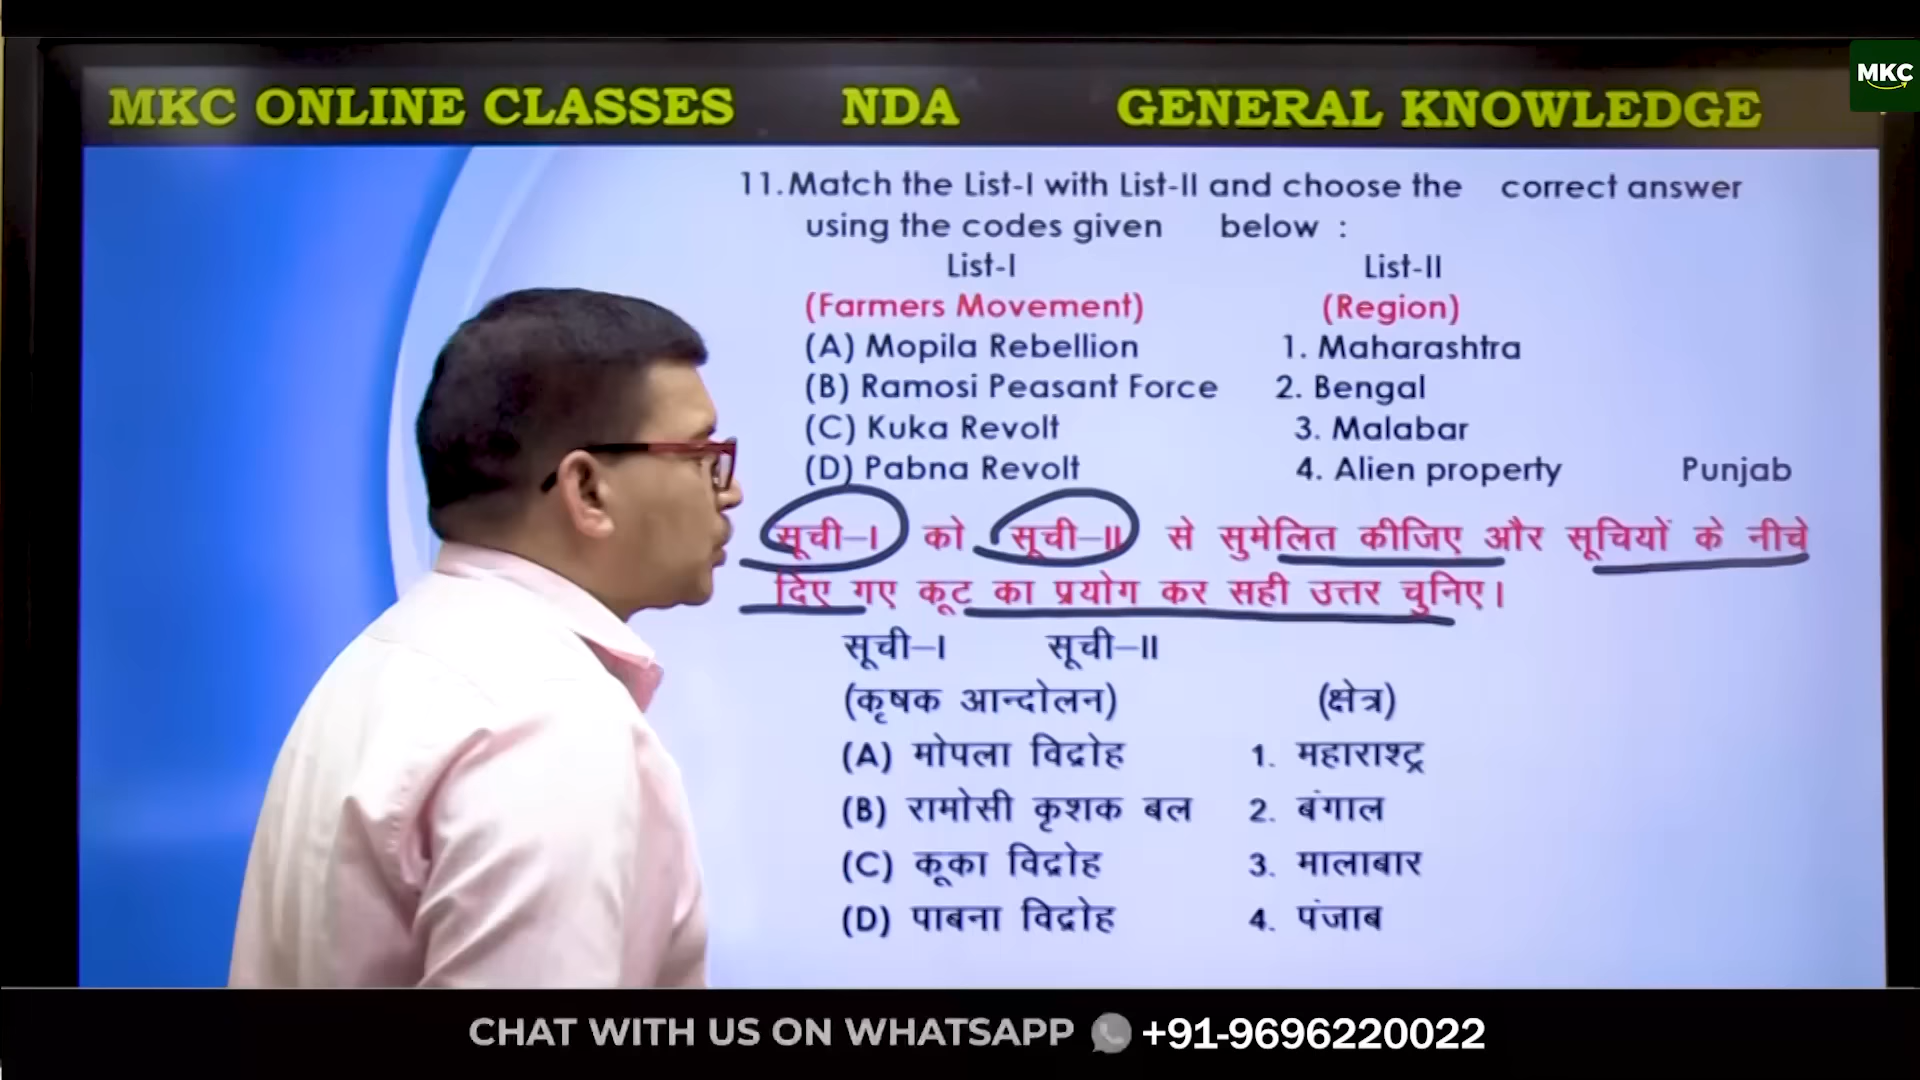 MKC
MKC ONLINE CLASSES NDA GENERAL KNOWLEDGE
11. Match the List-I with List-II and choose the correct answer
using the codes given below :
List-I List-II
(Farmers Movement) (Region)
(A) Mopila Rebellion 1. Maharashtra
(B) Ramosi Peasant Force 2. Bengal
(C) Kuka Revolt 3. Malabar
(D) Pabna Revolt 4. Alien property Punjab
सूची–I को सूची–II से सुमेलित कीजिए और सूचियों के नीचे
दिए गए कूट का प्रयोग कर सही उत्तर चुनिए।
सूची–I सूची–II
(कृषक आन्दोलन) (क्षेत्र)
(A) मोपला विद्रोह 1. महाराश्ट्र
(B) रामोसी कृशक बल 2. बंगाल
(C) कूका विद्रोह 3. मालाबार
(D) पाबना विद्रोह 4. पंजाब
CHAT WITH US ON WHATSAPP +91-9696220022